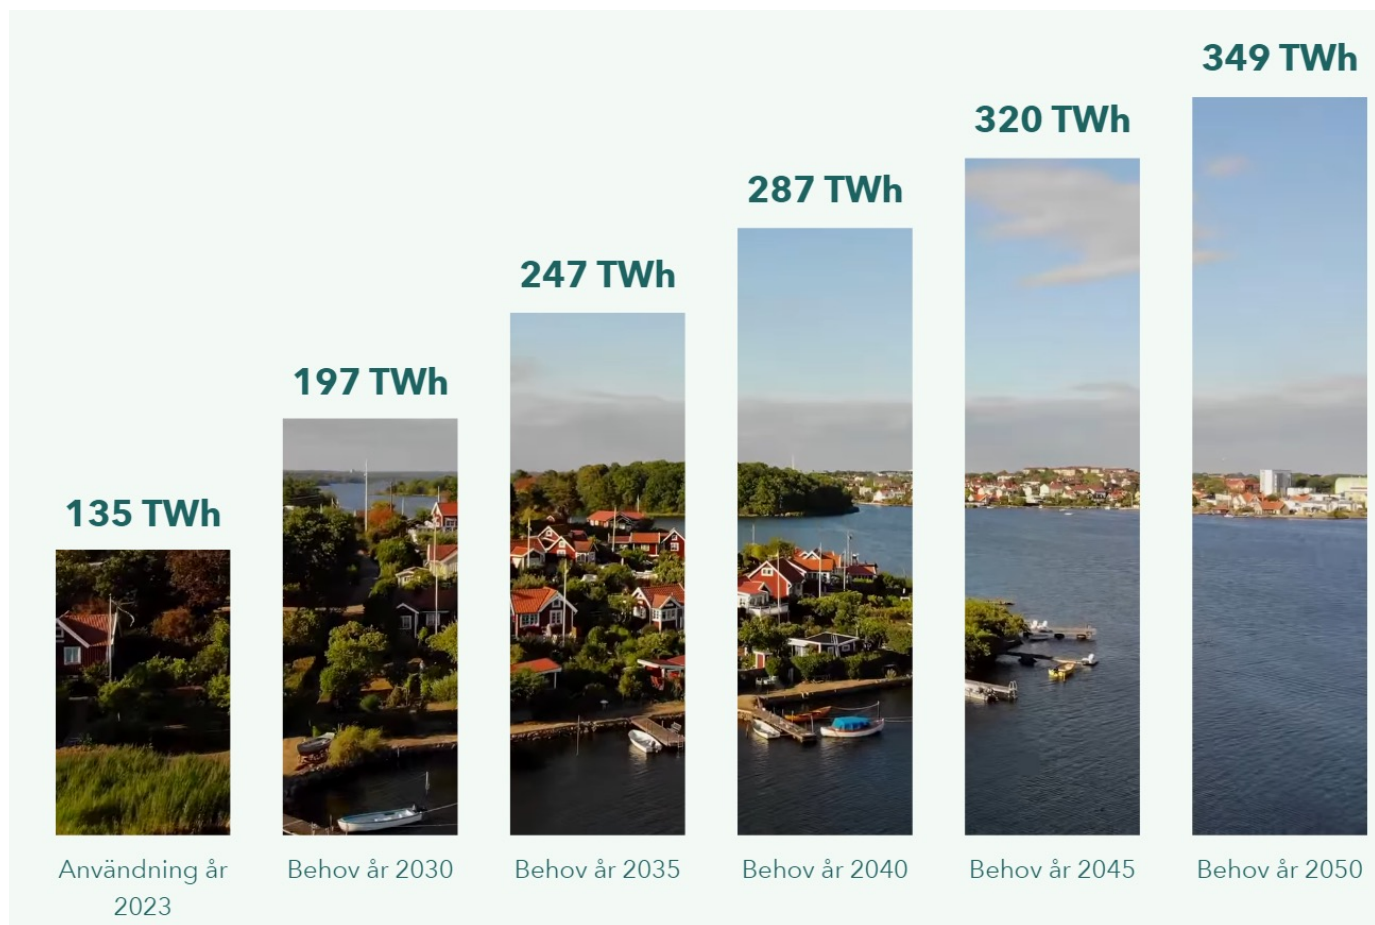 349 TWh
320 TWh
287 TWh
247 TWh
197 TWh
135 TWh
Användning år
2023
Behov år 2030
Behov år 2035
Behov år 2040
Behov år 2045
Behov år 2050